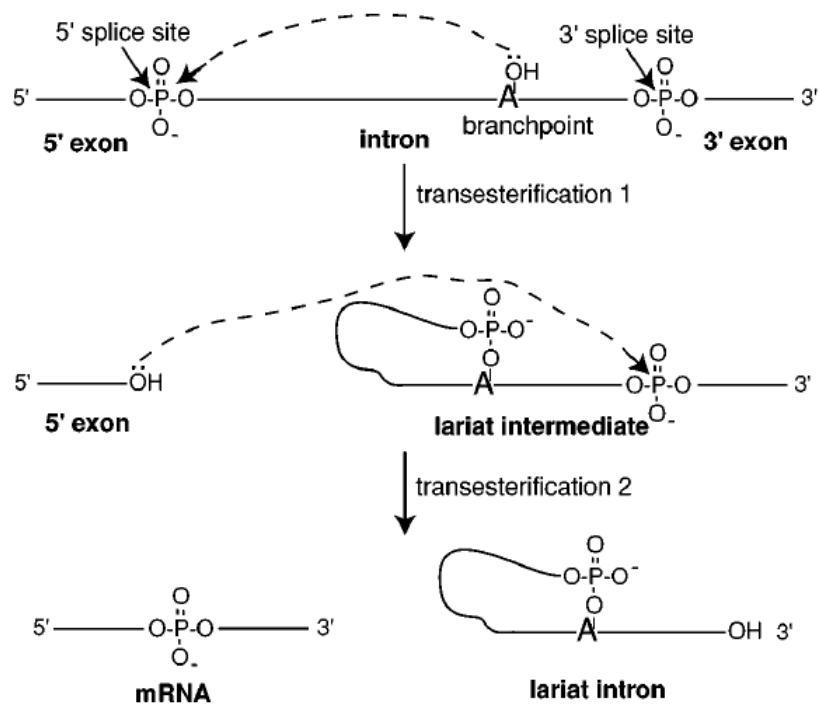 5' splice site
3' splice site
O
ÖH
O
5'
O-P-O
A
O-P-O
3'
O-
branchpoint
O-
5' exon
intron
3' exon
transesterification 1
O
O-P-O-
O
O
5'
ÖH
A
O-P-O
3'
5' exon
lariat intermediate
O-
transesterification 2
O
O
O-P-O-
O
5'
O-P-O
3'
A
OH 3'
O-
mRNA
lariat intron